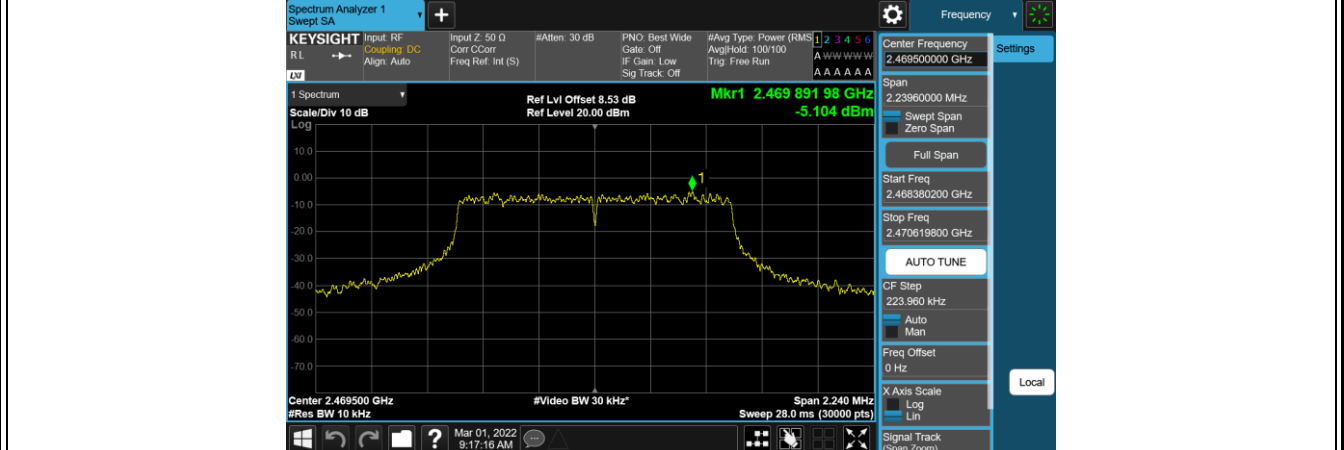 Spectrum Analyzer 1
Swept SA
Frequency
KEYSIGHT
RL
LXI
Input: RF
Coupling: DC
Align: Auto
Input Z: 50 Ω
Corr CCorr
Freq Ref: Int (S)
#Atten: 30 dB
PNO: Best Wide
Gate: Off
IF Gain: Low
Sig Track: Off
#Avg Type: Power (RMS
Avg|Hold: 100/100
Trig: Free Run
1 2 3 4 5 6
A W W W W W
A A A A A A
Center Frequency
2.469500000 GHz
Settings
1 Spectrum
Scale/Div 10 dB
Ref Lvl Offset 8.53 dB
Ref Level 20.00 dBm
Mkr1 2.469 891 98 GHz
-5.104 dBm
Log
10.0
0.00
-10.0
-20.0
-30.0
-40.0
-50.0
-60.0
-70.0
1
Center 2.469500 GHz
#Res BW 10 kHz
#Video BW 30 kHz*
Span 2.240 MHz
Sweep 28.0 ms (30000 pts)
Span
2.23960000 MHz
Swept Span
Zero Span
Full Span
Start Freq
2.468380200 GHz
Stop Freq
2.470619800 GHz
AUTO TUNE
CF Step
223.960 kHz
Auto
Man
Freq Offset
0 Hz
X Axis Scale
Log
Lin
Signal Track
(Span Zoom)
Local
?
Mar 01, 2022
9:17:16 AM